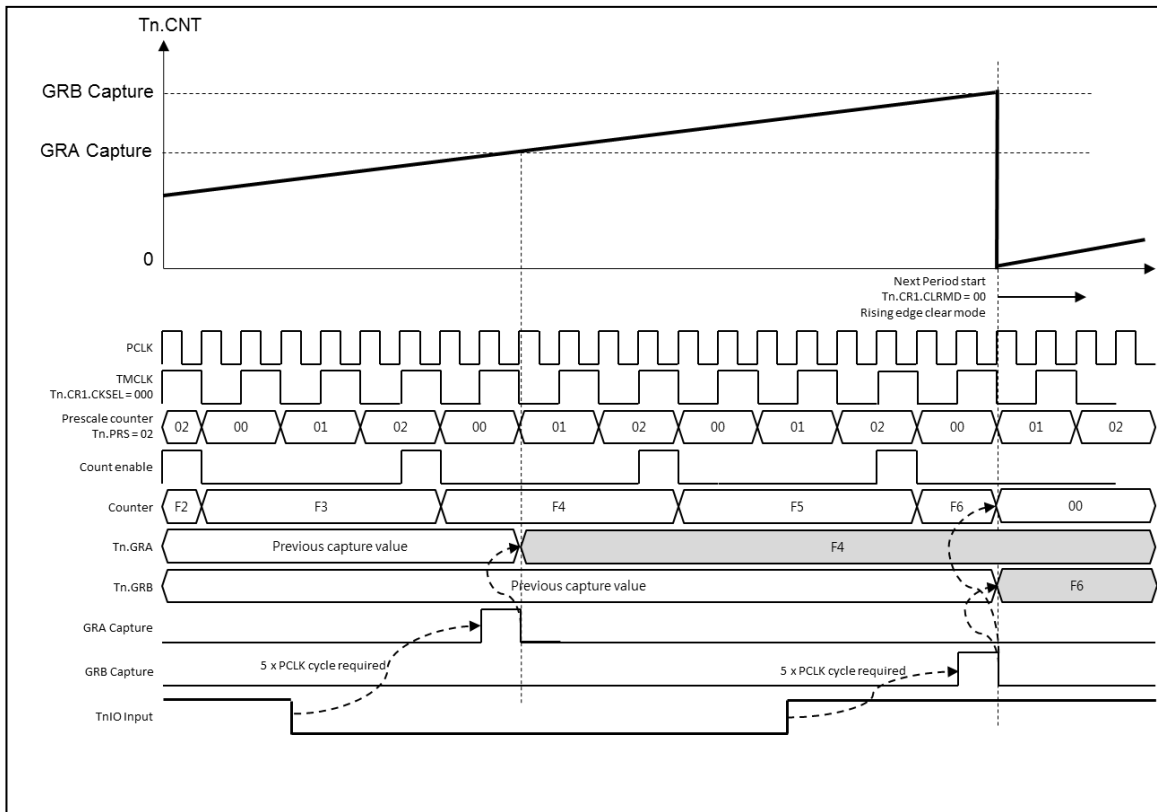 Tn.CNT
GRB Capture
GRA Capture
0
Next Period start
Tn.CR1.CLRMD = 00
Rising edge clear mode
PCLK
TMCLK
Tn.CR1.CKSEL = 000
Prescale counter
Tn.PRS = 02
02 00 01 02 00 01 02 00 01 02 00 01 02
Count enable
Counter F2 F3 F4 F5 F6 00
Tn.GRA Previous capture value F4
Tn.GRB Previous capture value F6
GRA Capture
5 x PCLK cycle required
GRB Capture
5 x PCLK cycle required
TnIO Input